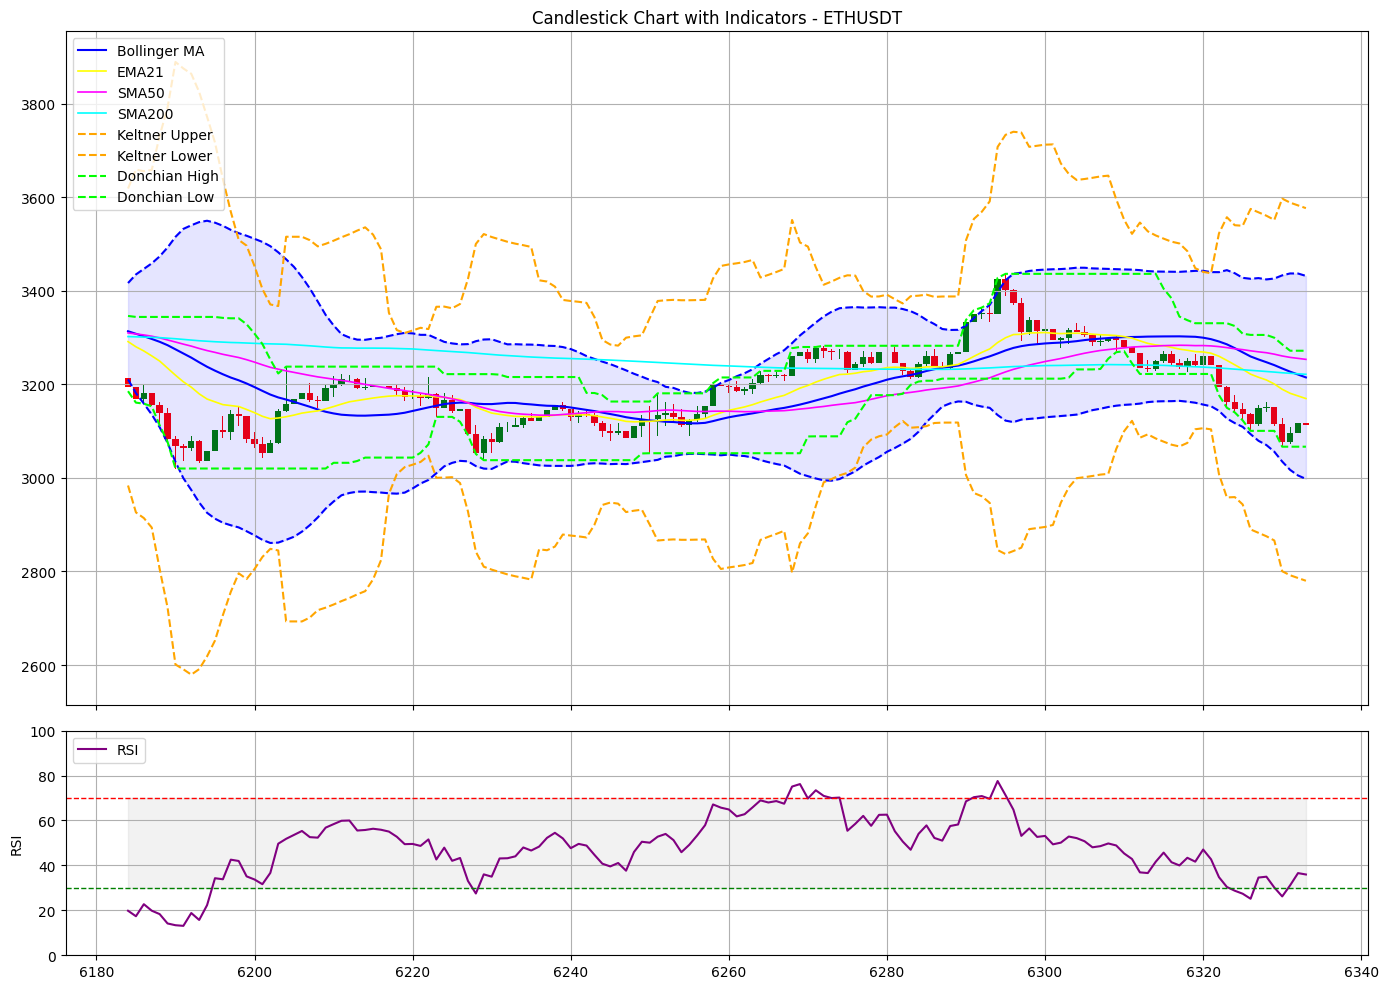 Candlestick Chart with Indicators - ETHUSDT
Bollinger MA
EMA21
SMA50
SMA200
Keltner Upper
Keltner Lower
Donchian High
Donchian Low
3800
3600
3400
3200
3000
2800
2600
RSI
100
80
60
40
20
0
RSI
6180
6200
6220
6240
6260
6280
6300
6320
6340